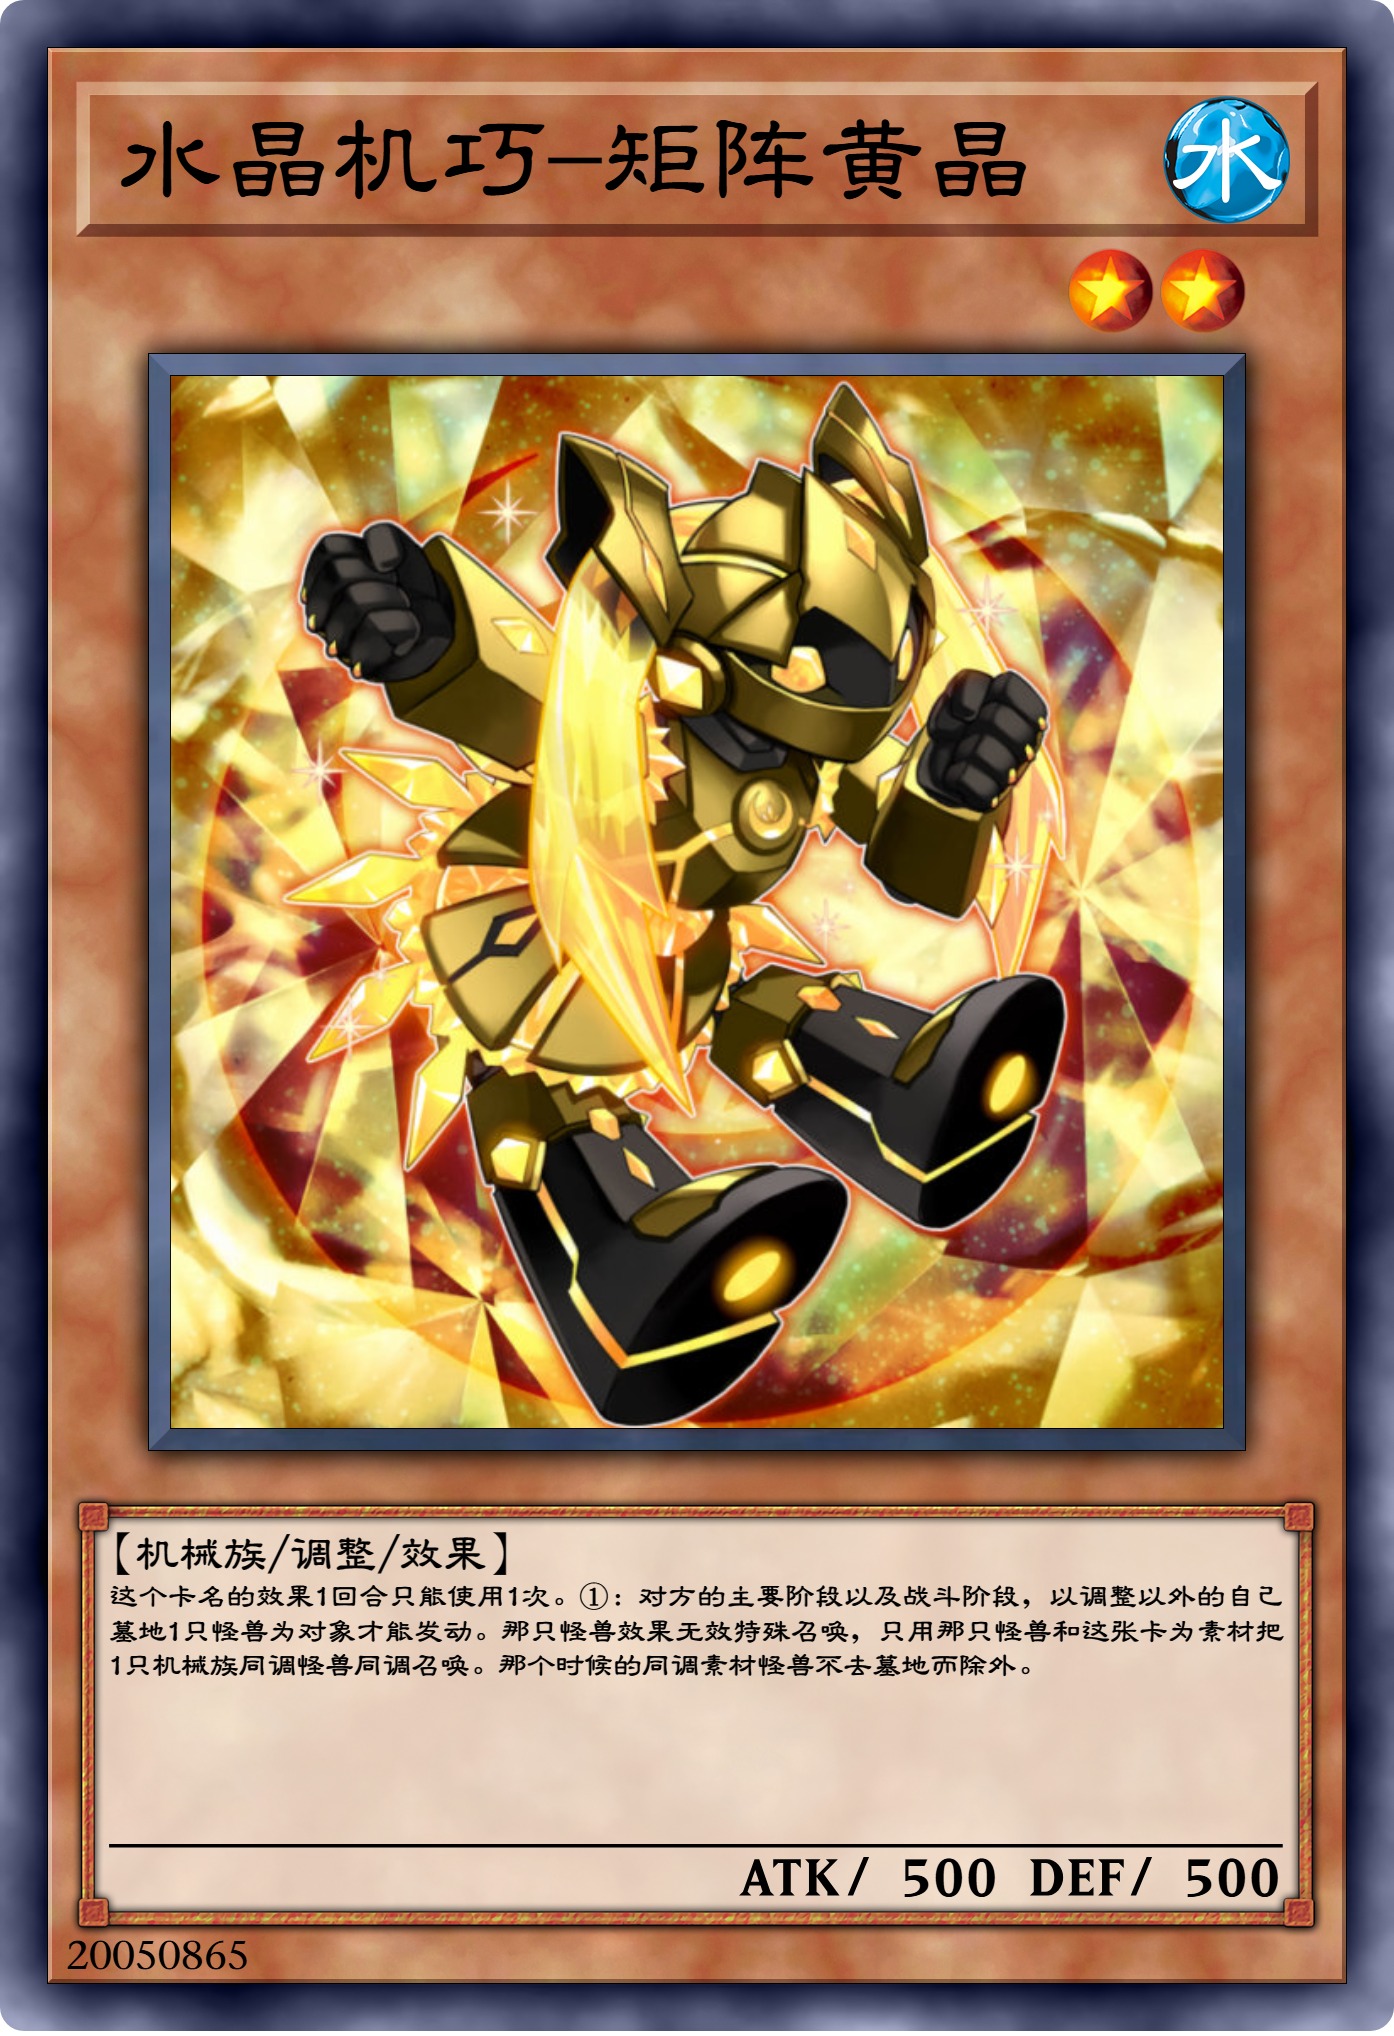 水晶机巧-矩阵黄晶
水
【机械族/调整/效果】
这个卡名的效果1回合只能使用1次。①：对方的主要阶段以及战斗阶段，以调整以外的自己
墓地1只怪兽为对象才能发动。那只怪兽效果无效特殊召唤，只用那只怪兽和这张卡为素材把
1只机械族同调怪兽同调召唤。那个时候的同调素材怪兽不去墓地而除外。
ATK/ 500 DEF/ 500
20050865